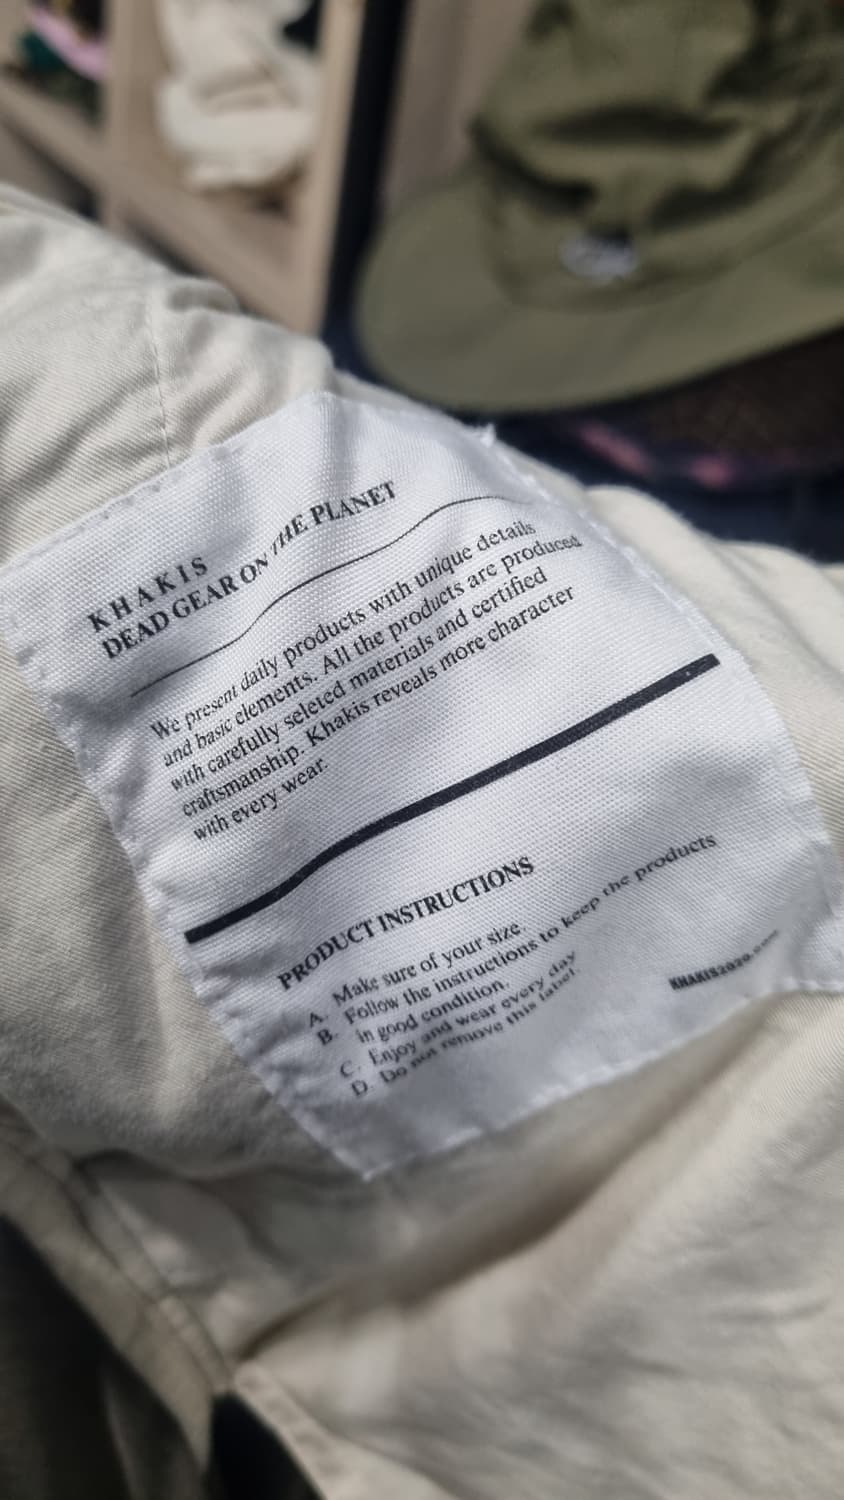 KHAKIS
DEAD GEAR ON THE PLANET
We present daily products with unique details
and basic elements. All the products are produced
with carefully seleted materials and certified
craftsmanship. Khakis reveals more character
with every wear.
PRODUCT INSTRUCTIONS
A. Make sure of your size.
B. Follow the instructions to keep the products
in good condition.
C. Enjoy and wear every day
D. Do not remove this label.
KHAKIS2020.com